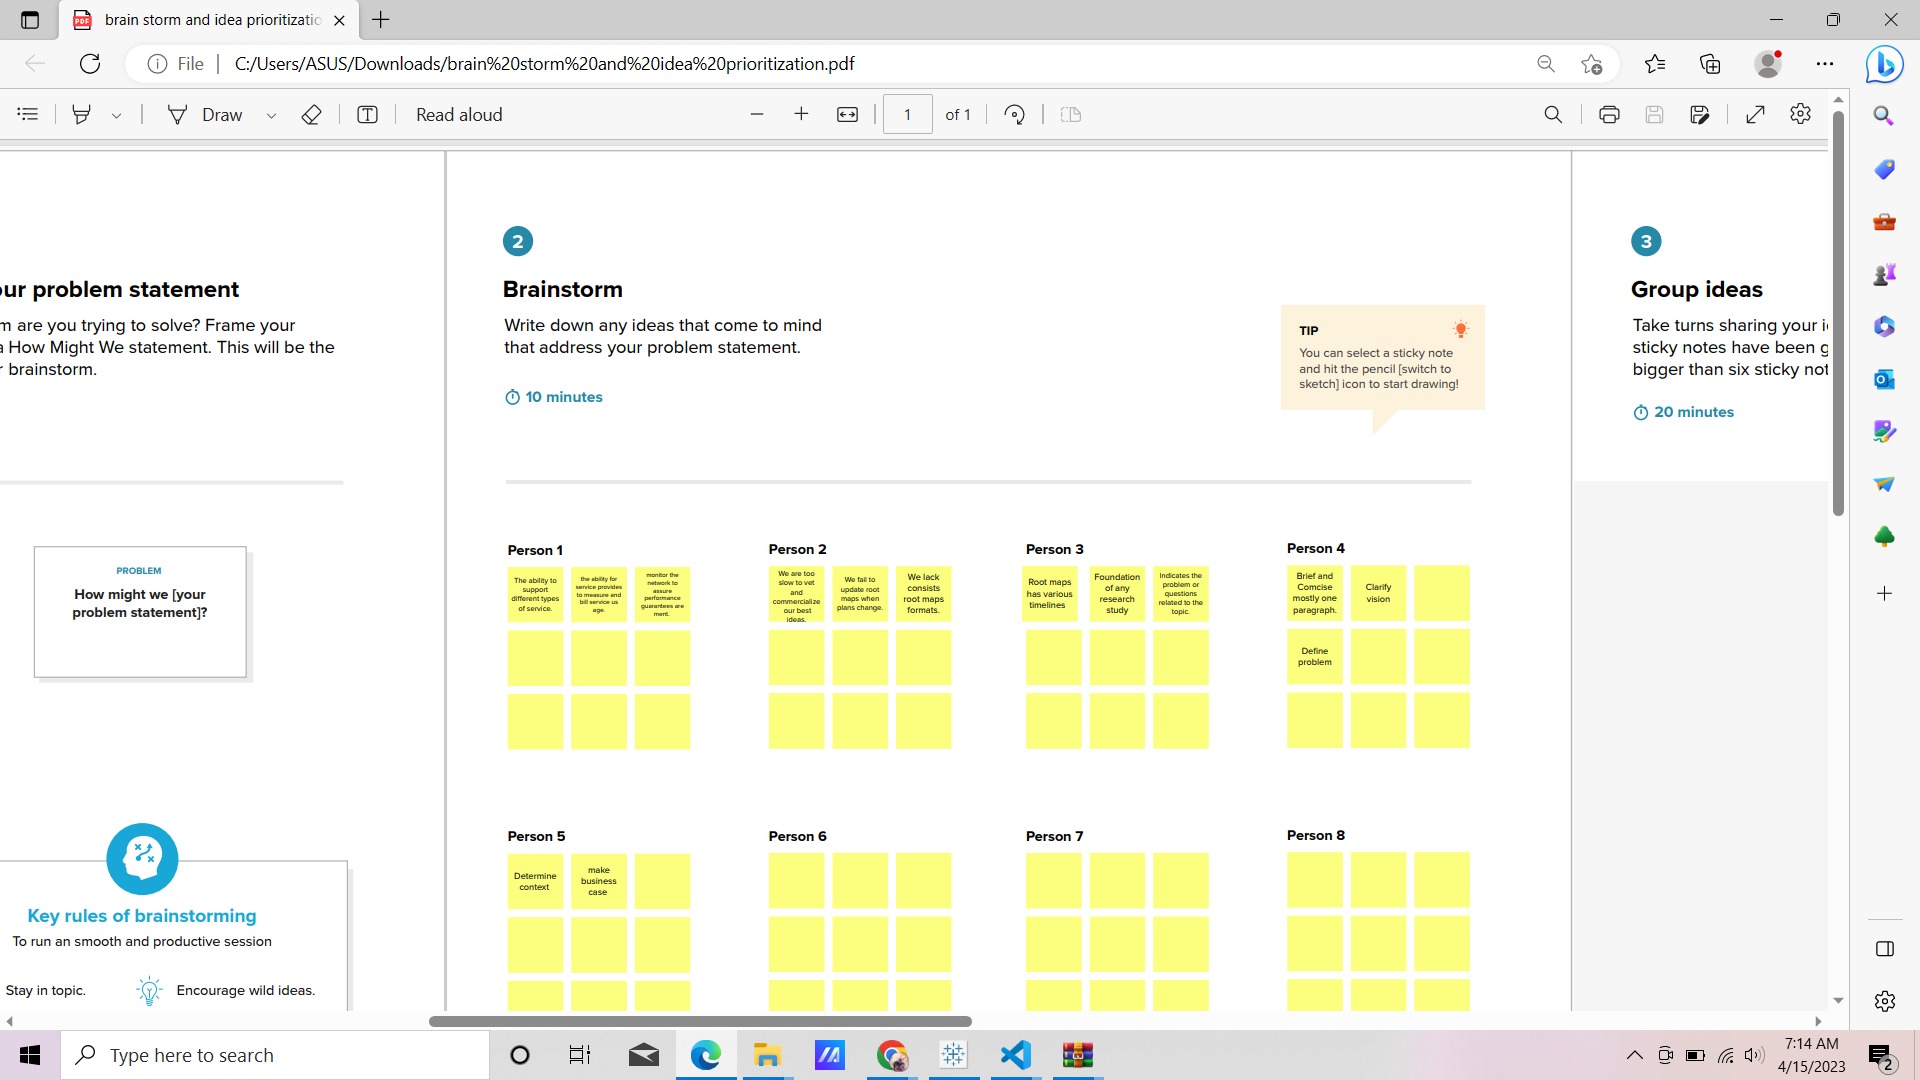 brain storm and idea prioritizatio
File
C:/Users/ASUS/Downloads/brain%20storm%20and%20idea%20prioritization.pdf
Draw
Read aloud
1
of 1
our problem statement
m are you trying to solve? Frame your
a How Might We statement. This will be the
r brainstorm.
PROBLEM
How might we [your
problem statement]?
Key rules of brainstorming
To run an smooth and productive session
Stay in topic.
Encourage wild ideas.
2
Brainstorm
Write down any ideas that come to mind
that address your problem statement.
10 minutes
TIP
You can select a sticky note
and hit the pencil [switch to
sketch] icon to start drawing!
Person 1
The ability to
support
different types
of service.
the ability for
service provides
to measure and
bill service us
age.
monitor the
network to
assure
performance
guarantees are
ment.
Person 2
We are too
slow to vet
and
commercialize
our best
ideas.
We fail to
update root
maps when
plans change.
We lack
consists
root maps
formats.
Person 3
Root maps
has various
timelines
Foundation
of any
research
study
Indicates the
problem or
questions
related to the
topic.
Person 4
Brief and
Comcise
mostly one
paragraph.
Clarify
vision
Define
problem
Person 5
Determine
context
make
business
case
Person 6
Person 7
Person 8
3
Group ideas
Take turns sharing your i
sticky notes have been g
bigger than six sticky not
20 minutes
Type here to search
7:14 AM
4/15/2023
2